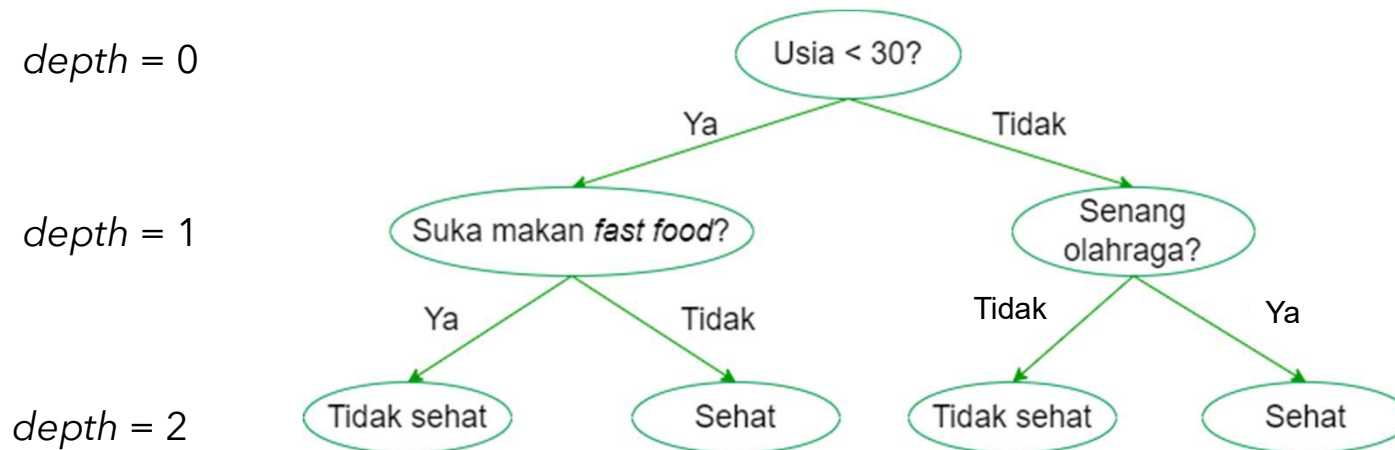 depth = 0
Usia < 30?
Ya
Tidak
depth = 1
Suka makan fast food?
Senang
olahraga?
Ya
Tidak
Tidak
Ya
depth = 2
Tidak sehat
Sehat
Tidak sehat
Sehat